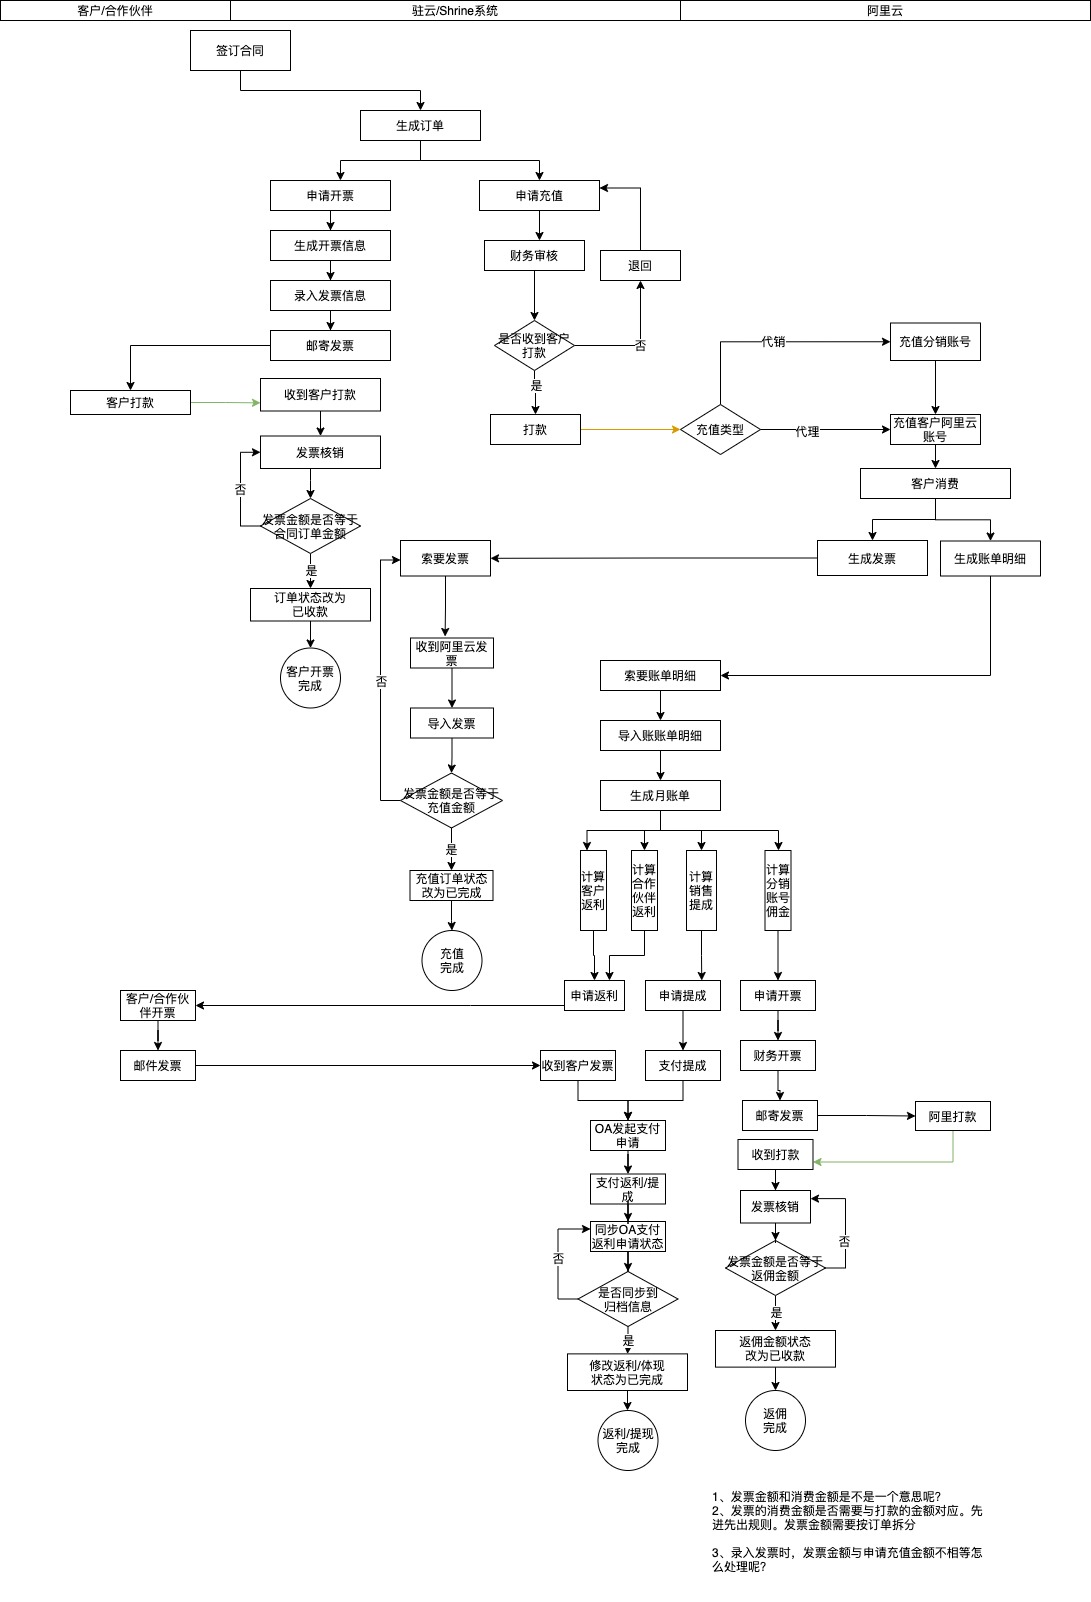 客户/合作伙伴
驻云/Shrine系统
阿里云
签订合同
生成订单
申请开票
申请充值
生成开票信息
财务审核
退回
录入发票信息
邮寄发票
是否收到客户
打款
否
是
代销
充值分销账号
客户打款
收到客户打款
打款
充值类型
代理
充值客户阿里云
账号
发票核销
否
客户消费
发票金额是否等于
合同订单金额
是
索要发票
生成发票
生成账单明细
订单状态改为
已收款
客户开票
完成
否
收到阿里云发
票
索要账单明细
导入发票
导入账账单明细
发票金额是否等于
充值金额
生成月账单
是
充值订单状态
改为已完成
计算
客户
返利
计算
合作
伙伴
返利
计算
销售
提成
计算
分销
账号
佣金
充值
完成
客户/合作伙
伴开票
申请返利
申请提成
申请开票
邮件发票
收到客户发票
支付提成
财务开票
OA发起支付
申请
邮寄发票
阿里打款
收到打款
支付返利/提
成
发票核销
同步OA支付
返利申请状态
否
否
发票金额是否等于
返佣金额
是否同步到
归档信息
是
是
返佣金额状态
改为已收款
修改返利/体现
状态为已完成
返佣
完成
返利/提现
完成
1、发票金额和消费金额是不是一个意思呢?
2、发票的消费金额是否需要与打款的金额对应。先
进先出规则。发票金额需要按订单拆分
3、录入发票时，发票金额与申请充值金额不相等怎
么处理呢?